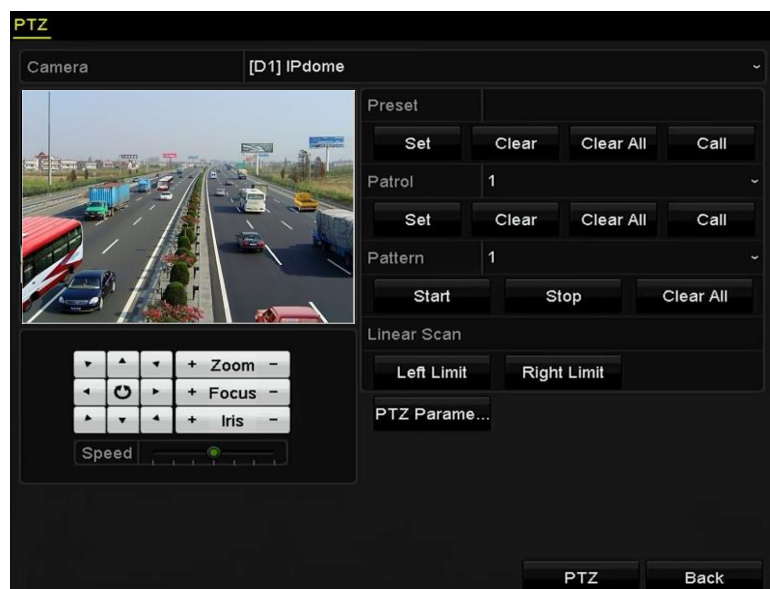 PTZ
Camera [D1] IPdome
Preset
Set Clear Clear All Call
Patrol 1
Set Clear Clear All Call
Pattern 1
Start Stop Clear All
Linear Scan
Left Limit Right Limit
PTZ Parame...
+ Zoom -
+ Focus -
+ Iris -
Speed
PTZ Back